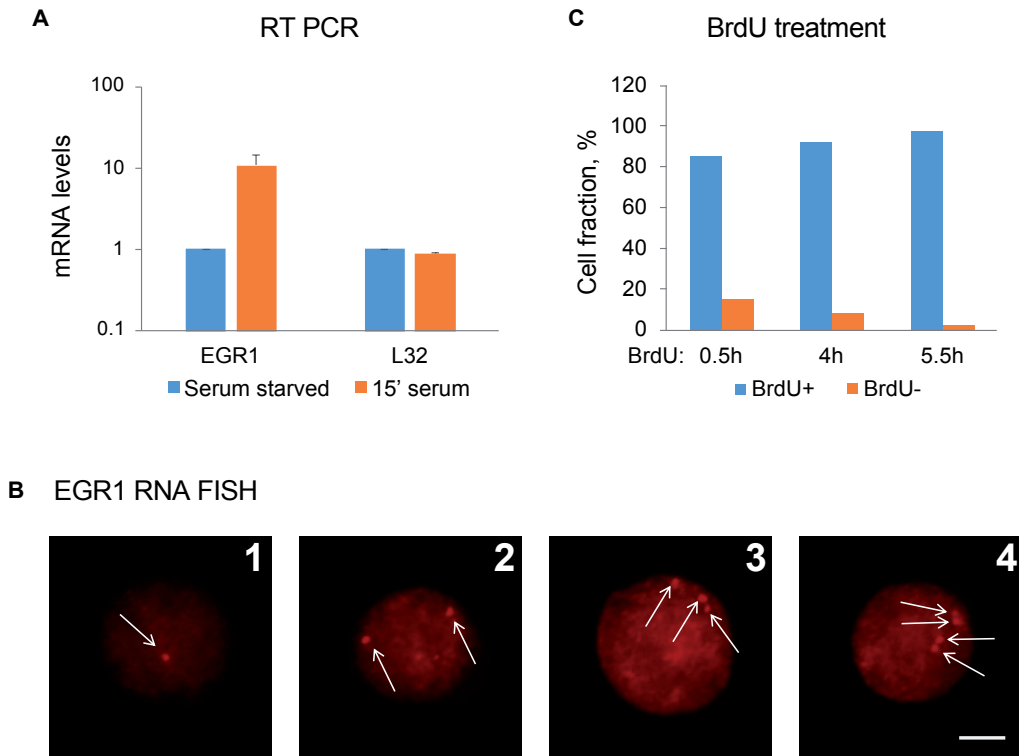 A
RT PCR
mRNA levels
100
10
1
0.1
EGR1 L32
Serum starved 15' serum
C
BrdU treatment
Cell fraction, %
120
100
80
60
40
20
0
BrdU: 0.5h 4h 5.5h
BrdU+ BrdU-
B EGR1 RNA FISH
1 2 3 4